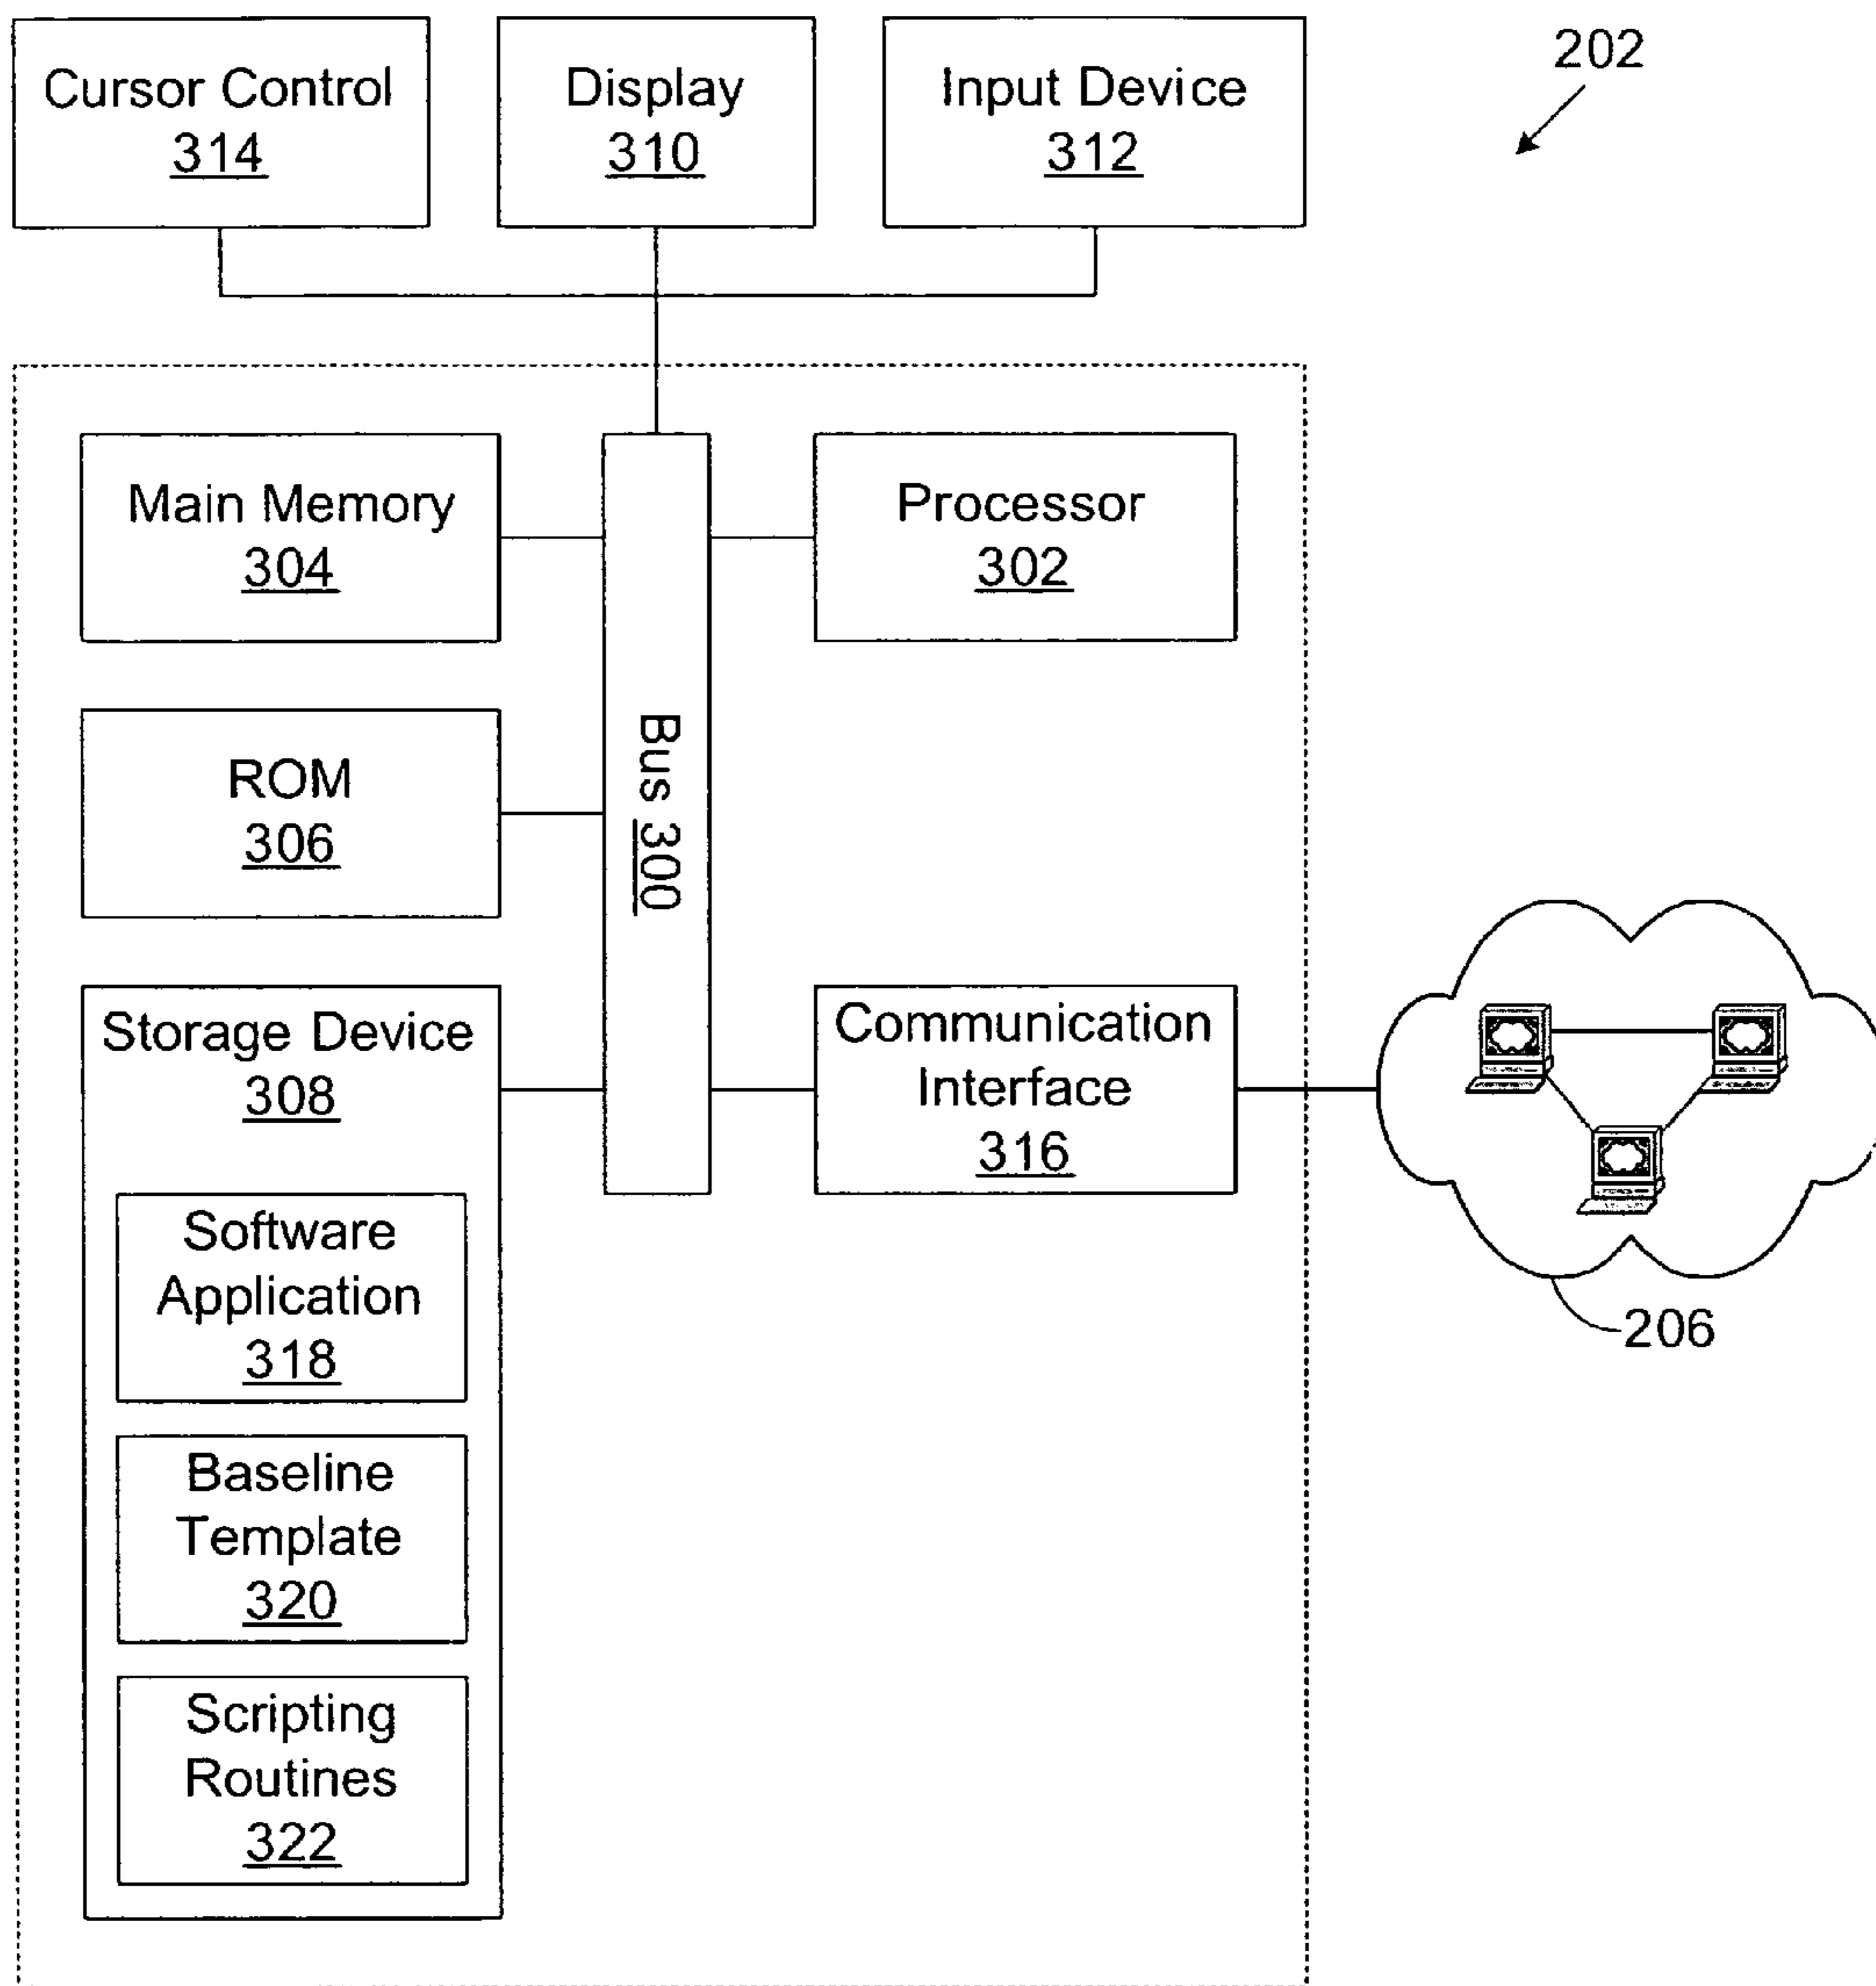 Cursor Control
314
Display
310
Input Device
312
202
Main Memory
304
Processor
302
Bus 300
ROM
306
Storage Device
308
Communication
Interface
316
Software
Application
318
206
Baseline
Template
320
Scripting
Routines
322